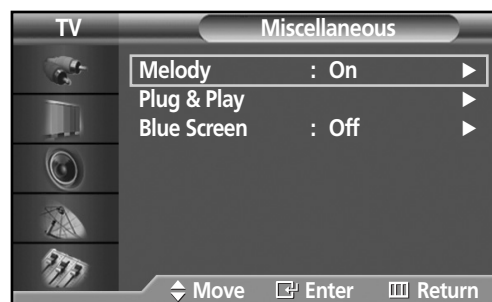 TV Miscellaneous
Melody : On
Plug & Play
Blue Screen : Off
Move Enter Return